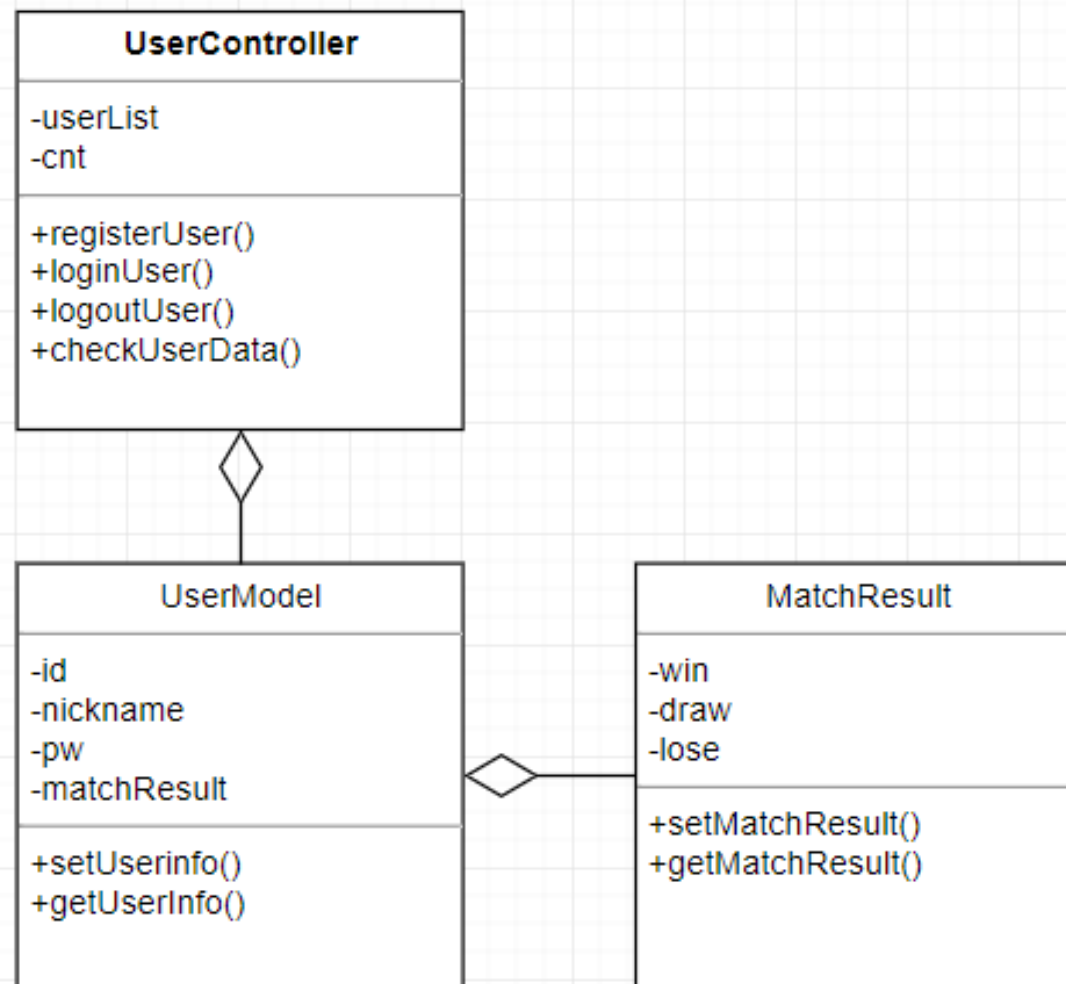 UserController
-userList
-cnt
+registerUser()
+loginUser()
+logoutUser()
+checkUserData()
UserModel
-id
-nickname
-pw
-matchResult
+setUserinfo()
+getUserInfo()
MatchResult
-win
-draw
-lose
+setMatchResult()
+getMatchResult()